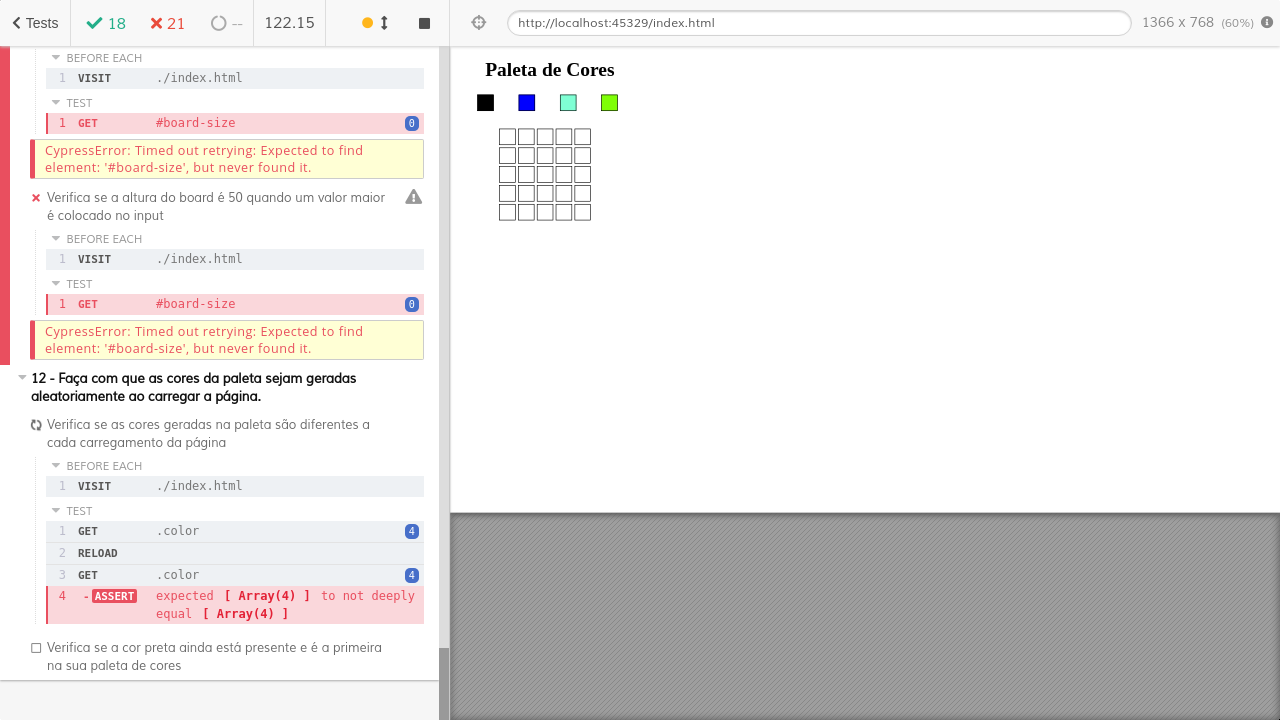 Tests 18 21 -- 122.15
http://localhost:45329/index.html 1366 x 768 (60%)
BEFORE EACH
1 VISIT ./index.html
TEST
1 GET #board-size 0
CypressError: Timed out retrying: Expected to find
element: '#board-size', but never found it.
Verifica se a altura do board é 50 quando um valor maior
é colocado no input
BEFORE EACH
1 VISIT ./index.html
TEST
1 GET #board-size 0
CypressError: Timed out retrying: Expected to find
element: '#board-size', but never found it.
12 - Faça com que as cores da paleta sejam geradas
aleatoriamente ao carregar a página.
Verifica se as cores geradas na paleta são diferentes a
cada carregamento da página
BEFORE EACH
1 VISIT ./index.html
TEST
1 GET .color 4
2 RELOAD
3 GET .color 4
4 -ASSERT expected [ Array(4) ] to not deeply
equal [ Array(4) ]
Verifica se a cor preta ainda está presente e é a primeira
na sua paleta de cores
Paleta de Cores